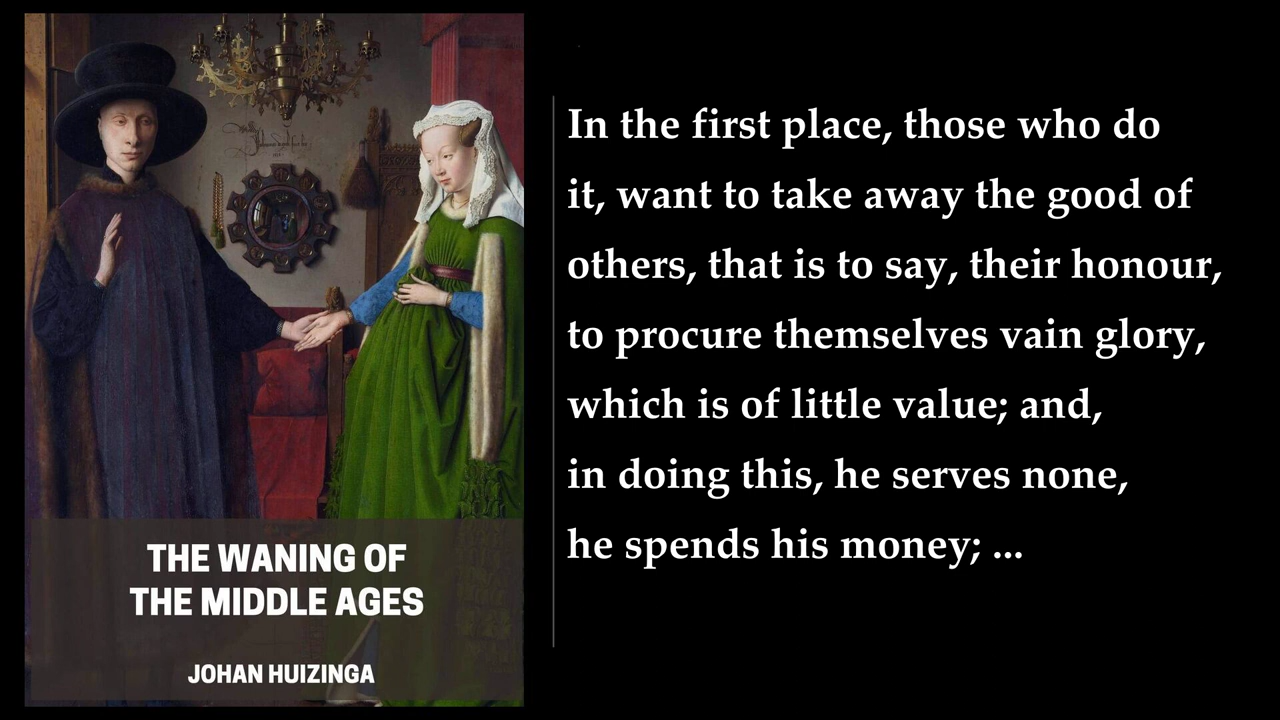 THE WANING OF
THE MIDDLE AGES
JOHAN HUIZINGA
In the first place, those who do
it, want to take away the good of
others, that is to say, their honour,
to procure themselves vain glory,
which is of little value; and,
in doing this, he serves none,
he spends his money; ...